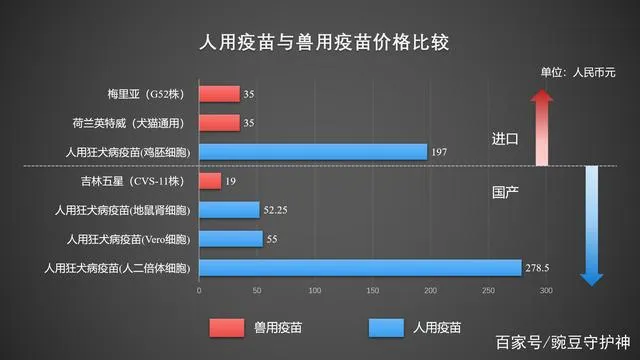 人用疫苗与兽用疫苗价格比较
单位：人民币元
梅里亚（G52株）
35
荷兰英特威（犬猫通用）
35
进口
人用狂犬病疫苗(鸡胚细胞)
197
吉林五星（CVS-11株）
19
国产
人用狂犬病疫苗(地鼠肾细胞)
52.25
人用狂犬病疫苗(Vero细胞)
55
人用狂犬病疫苗(人二倍体细胞)
278.5
0 50 100 150 200 250 300
兽用疫苗 人用疫苗
百家号/豌豆守护神